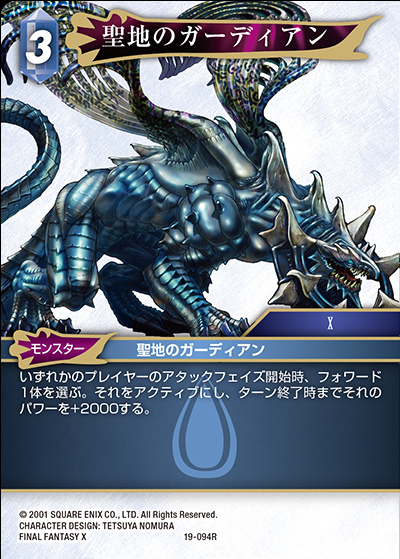 3
聖地のガーディアン
X
モンスター
聖地のガーディアン
いずれかのプレイヤーのアタックフェイズ開始時、フォワード
1体を選ぶ。それをアクティブにし、ターン終了時までそれの
パワーを+2000する。
© 2001 SQUARE ENIX CO., LTD. All Rights Reserved.
CHARACTER DESIGN: TETSUYA NOMURA
FINAL FANTASY X
19-094R